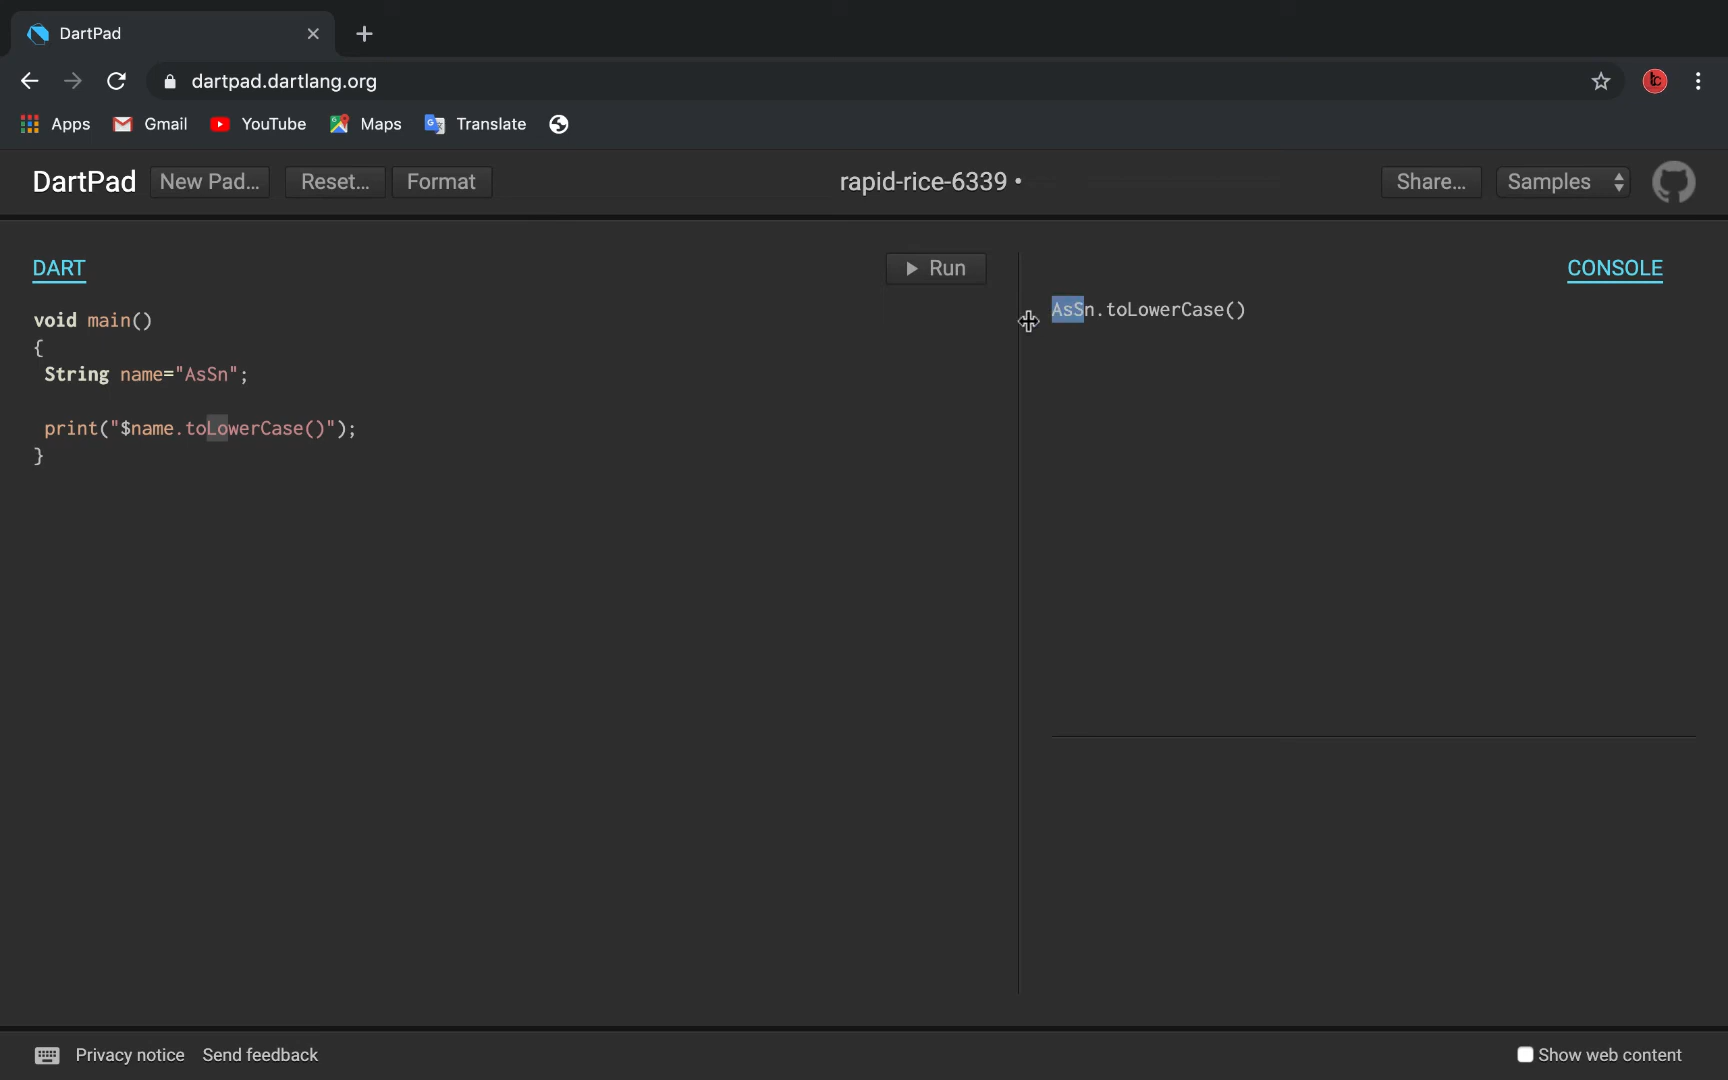 DartPad
dartpad.dartlang.org
Apps Gmail YouTube Maps Translate
DartPad New Pad... Reset... Format rapid-rice-6339 • Share... Samples
DART Run CONSOLE
void main()
{
String name="AsSn";
print("$name.toLowerCase()");
}
AsSn.toLowerCase()
Privacy notice Send feedback Show web content